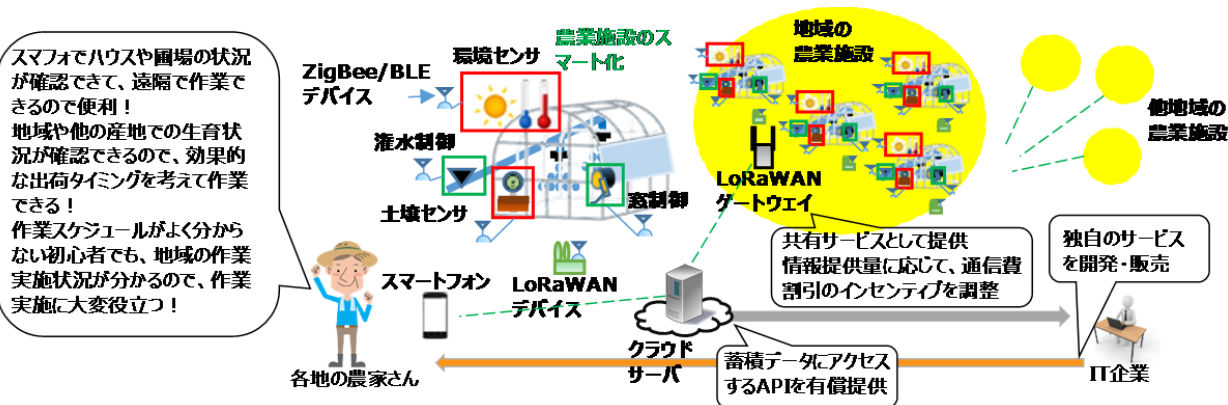 スマフォでハウスや圃場の状況
が確認できて、遠隔で作業で
きるので便利！
地域や他の産地での生育状
況が確認できるので、効果的
な出荷タイミングを考えて作業
できる！
作業スケジュールがよく分から
ない初心者でも、地域の作業
実施状況が分かるので、作業
実施に大変役立つ！
各地の農家さん
ZigBee/BLE
デバイス
環境センサ
農業施設のス
マート化
潅水制御
土壌センサ
窓制御
スマートフォン
LoRaWAN
デバイス
地域の
農業施設
LoRaWAN
ゲートウェイ
他地域の
農業施設
共有サービスとして提供
情報提供量に応じて、通信費
割引のインセンティブを調整
独自のサービス
を開発・販売
クラウド
サーバ
蓄積データにアクセス
するAPIを有償提供
IT企業